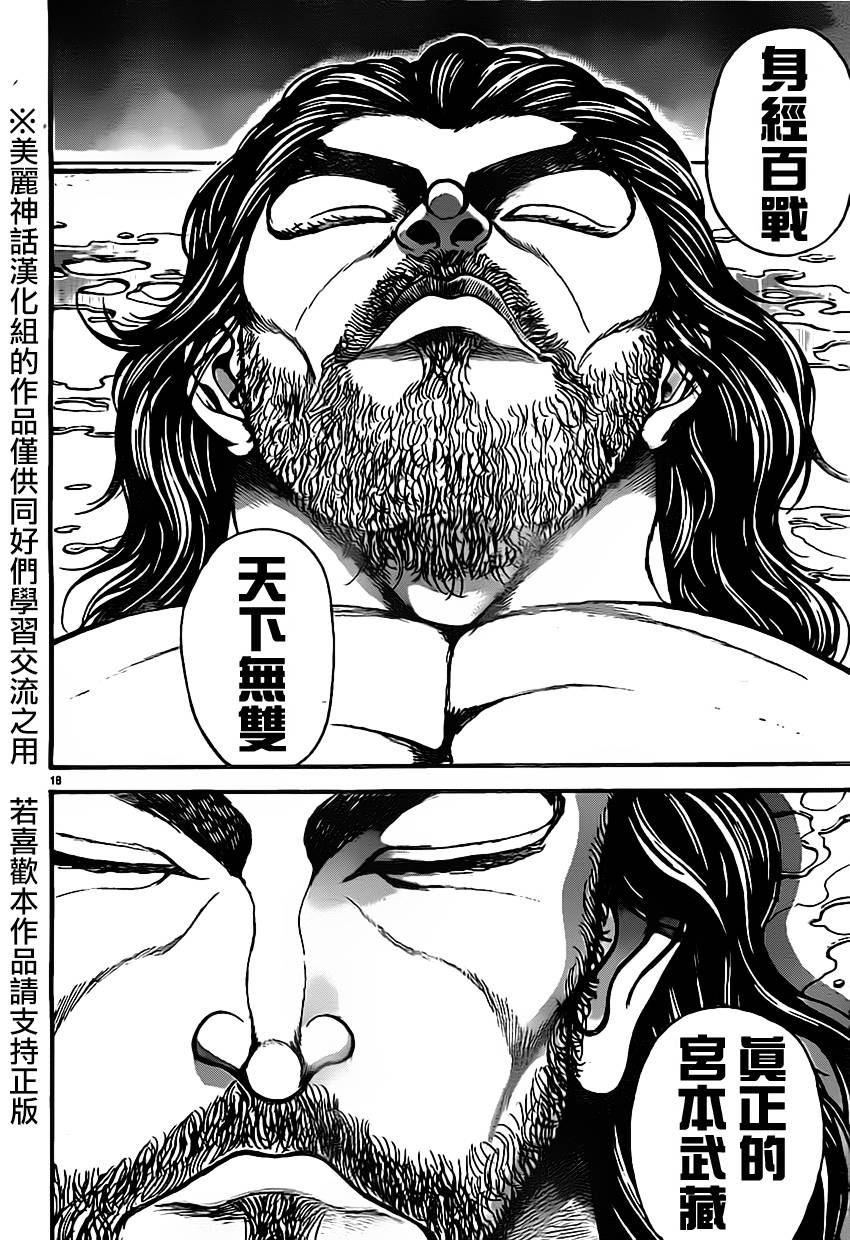 身經百戰
天下無雙
18
真正的
宮本武藏
※美麗神話漢化組的作品僅供同好們學習交流之用 若喜歡本作品請支持正版